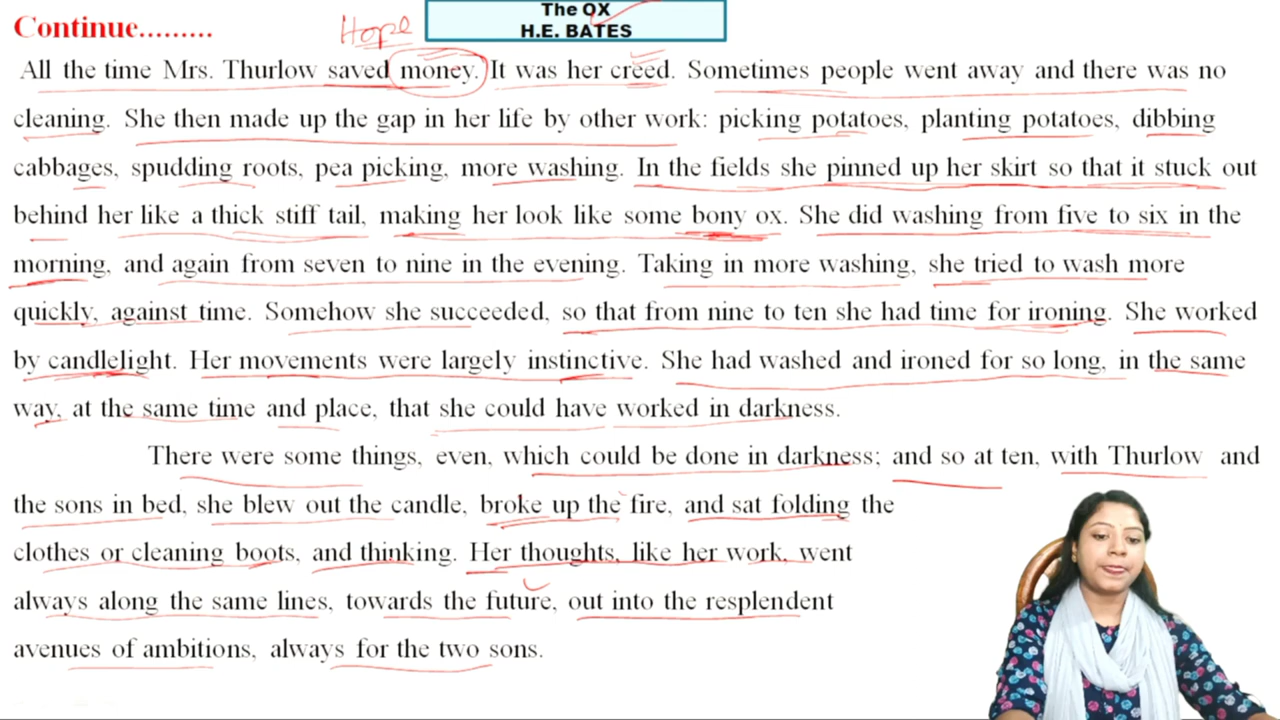 Continue.........
Hope
The OX
H.E. BATES
All the time Mrs. Thurlow saved money. It was her creed. Sometimes people went away and there was no
cleaning. She then made up the gap in her life by other work: picking potatoes, planting potatoes, dibbing
cabbages, spudding roots, pea picking, more washing. In the fields she pinned up her skirt so that it stuck out
behind her like a thick stiff tail, making her look like some bony ox. She did washing from five to six in the
morning, and again from seven to nine in the evening. Taking in more washing, she tried to wash more
quickly, against time. Somehow she succeeded, so that from nine to ten she had time for ironing. She worked
by candlelight. Her movements were largely instinctive. She had washed and ironed for so long, in the same
way, at the same time and place, that she could have worked in darkness.
There were some things, even, which could be done in darkness; and so at ten, with Thurlow and
the sons in bed, she blew out the candle, broke up the fire, and sat folding the
clothes or cleaning boots, and thinking. Her thoughts, like her work, went
always along the same lines, towards the future, out into the resplendent
avenues of ambitions, always for the two sons.